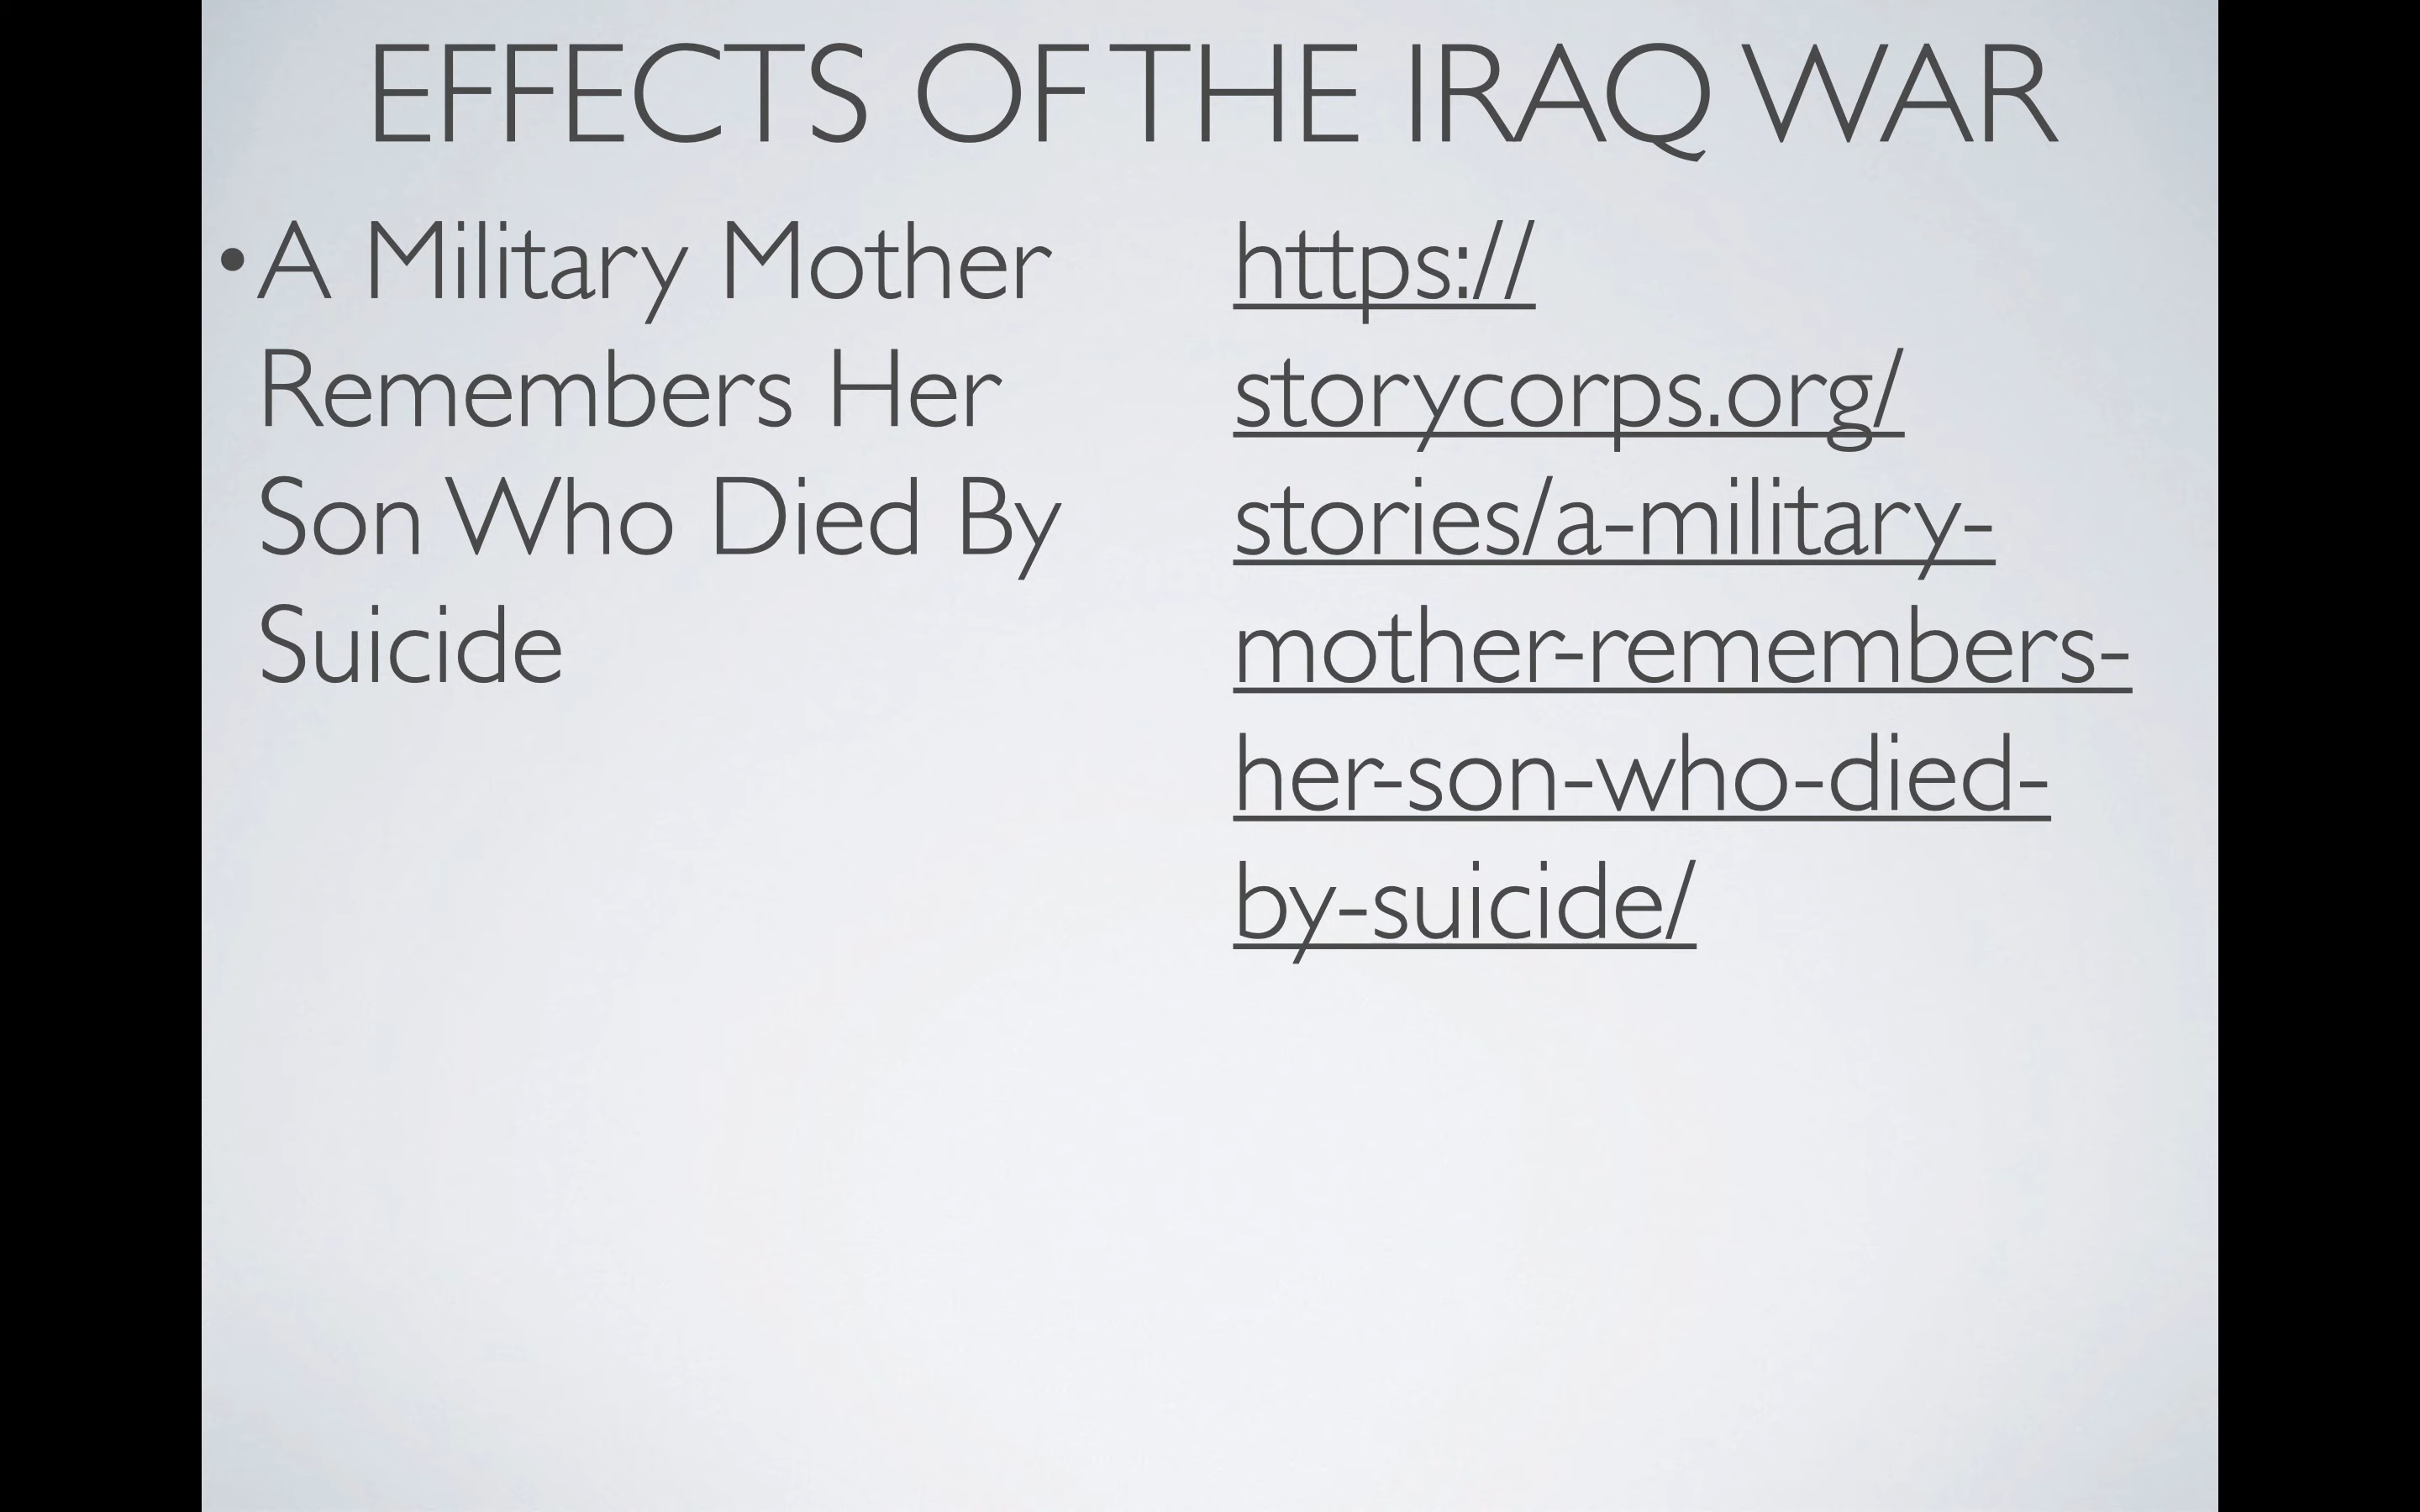 EFFECTS OF THE IRAQ WAR
•A Military Mother
Remembers Her
Son Who Died By
Suicide
https://
storycorps.org/
stories/a-military-
mother-remembers-
her-son-who-died-
by-suicide/